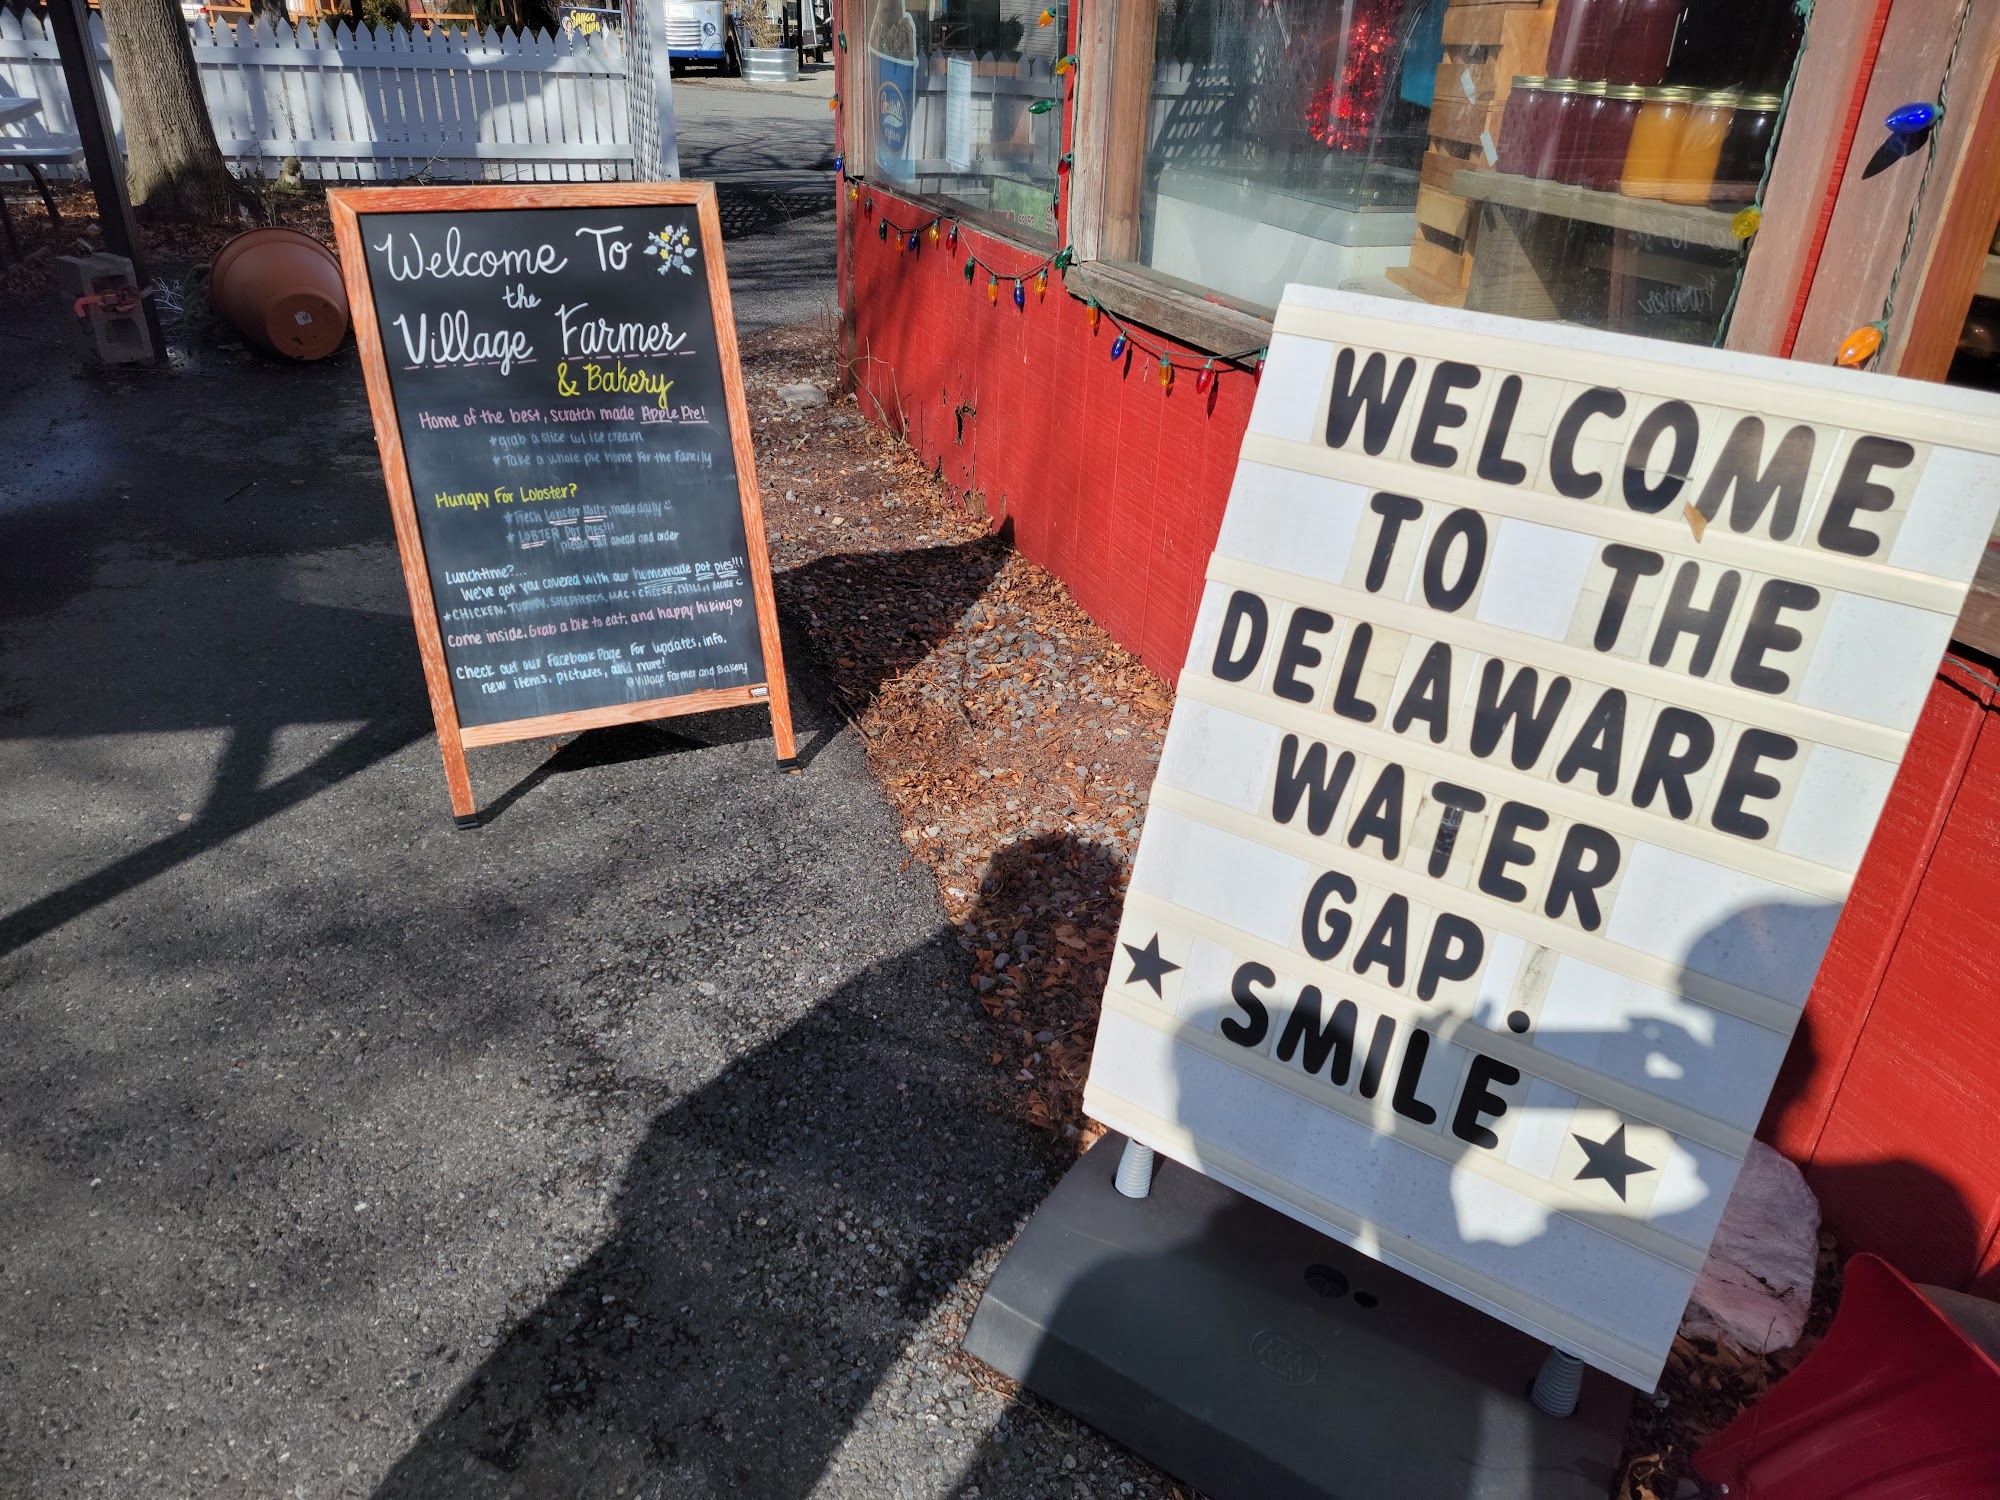 Welcome To
the
Village Farmer
& Bakery
Home of the best, scratch made Apple Pie!
* grab a slice w/ ice cream
* Take a whole pie home for the family
Hungry For Lobster?
* Fresh Lobster Rolls, made daily
* LOBSTER POT PIES!!!
please call ahead and order
Lunchtime?...
We've got you covered with our homemade pot pies!!!
* CHICKEN, TURKEY, SHEPHERDS, MAC & CHEESE, CHILI, & MORE
Come inside. Grab a bite to eat, and happy hiking ♡
Check out our Facebook Page for updates, info,
new items, pictures, and more!
@Village Farmer and Bakery
WELCOME
TO THE
DELAWARE
WATER
GAP.
★ SMILE ★